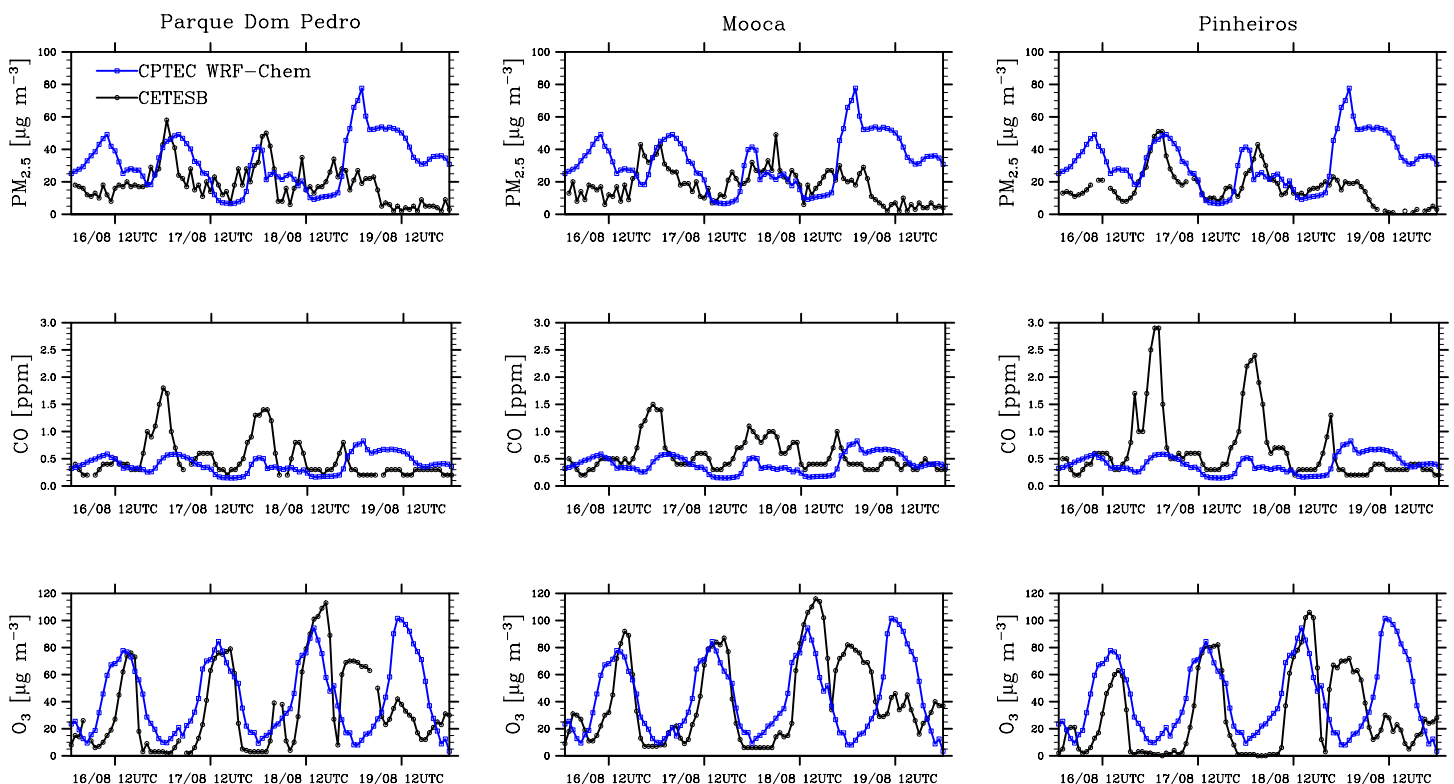 Parque Dom Pedro Mooca Pinheiros
PM2.5 [µg m−3] 100 80 60 40 20 0 CPTEC WRF−Chem CETESB
16/08 12UTC 17/08 12UTC 18/08 12UTC 19/08 12UTC
PM2.5 [µg m−3] 100 80 60 40 20 0
16/08 12UTC 17/08 12UTC 18/08 12UTC 19/08 12UTC
PM2.5 [µg m−3] 100 80 60 40 20 0
16/08 12UTC 17/08 12UTC 18/08 12UTC 19/08 12UTC
CO [ppm] 3.0 2.5 2.0 1.5 1.0 0.5 0.0
16/08 12UTC 17/08 12UTC 18/08 12UTC 19/08 12UTC
CO [ppm] 3.0 2.5 2.0 1.5 1.0 0.5 0.0
16/08 12UTC 17/08 12UTC 18/08 12UTC 19/08 12UTC
CO [ppm] 3.0 2.5 2.0 1.5 1.0 0.5 0.0
16/08 12UTC 17/08 12UTC 18/08 12UTC 19/08 12UTC
O3 [µg m−3] 120 100 80 60 40 20 0
16/08 12UTC 17/08 12UTC 18/08 12UTC 19/08 12UTC
O3 [µg m−3] 120 100 80 60 40 20 0
16/08 12UTC 17/08 12UTC 18/08 12UTC 19/08 12UTC
O3 [µg m−3] 120 100 80 60 40 20 0
16/08 12UTC 17/08 12UTC 18/08 12UTC 19/08 12UTC